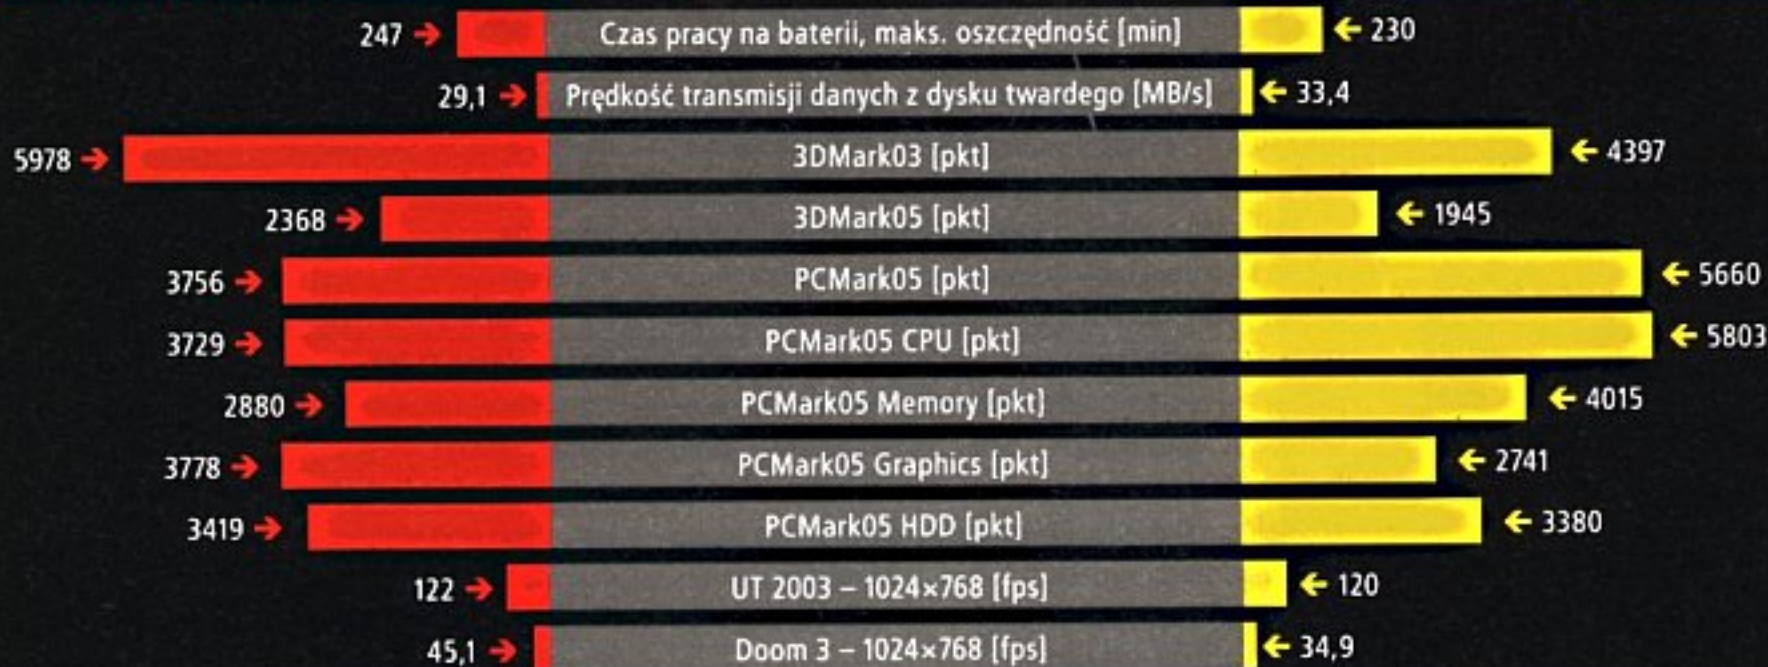 247 → Czas pracy na baterii, maks. oszczędność [min] ← 230
29,1 → Prędkość transmisji danych z dysku twardego [MB/s] ← 33,4
5978 → 3DMark03 [pkt] ← 4397
2368 → 3DMark05 [pkt] ← 1945
3756 → PCMark05 [pkt] ← 5660
3729 → PCMark05 CPU [pkt] ← 5803
2880 → PCMark05 Memory [pkt] ← 4015
3778 → PCMark05 Graphics [pkt] ← 2741
3419 → PCMark05 HDD [pkt] ← 3380
122 → UT 2003 – 1024×768 [fps] ← 120
45,1 → Doom 3 – 1024×768 [fps] ← 34,9